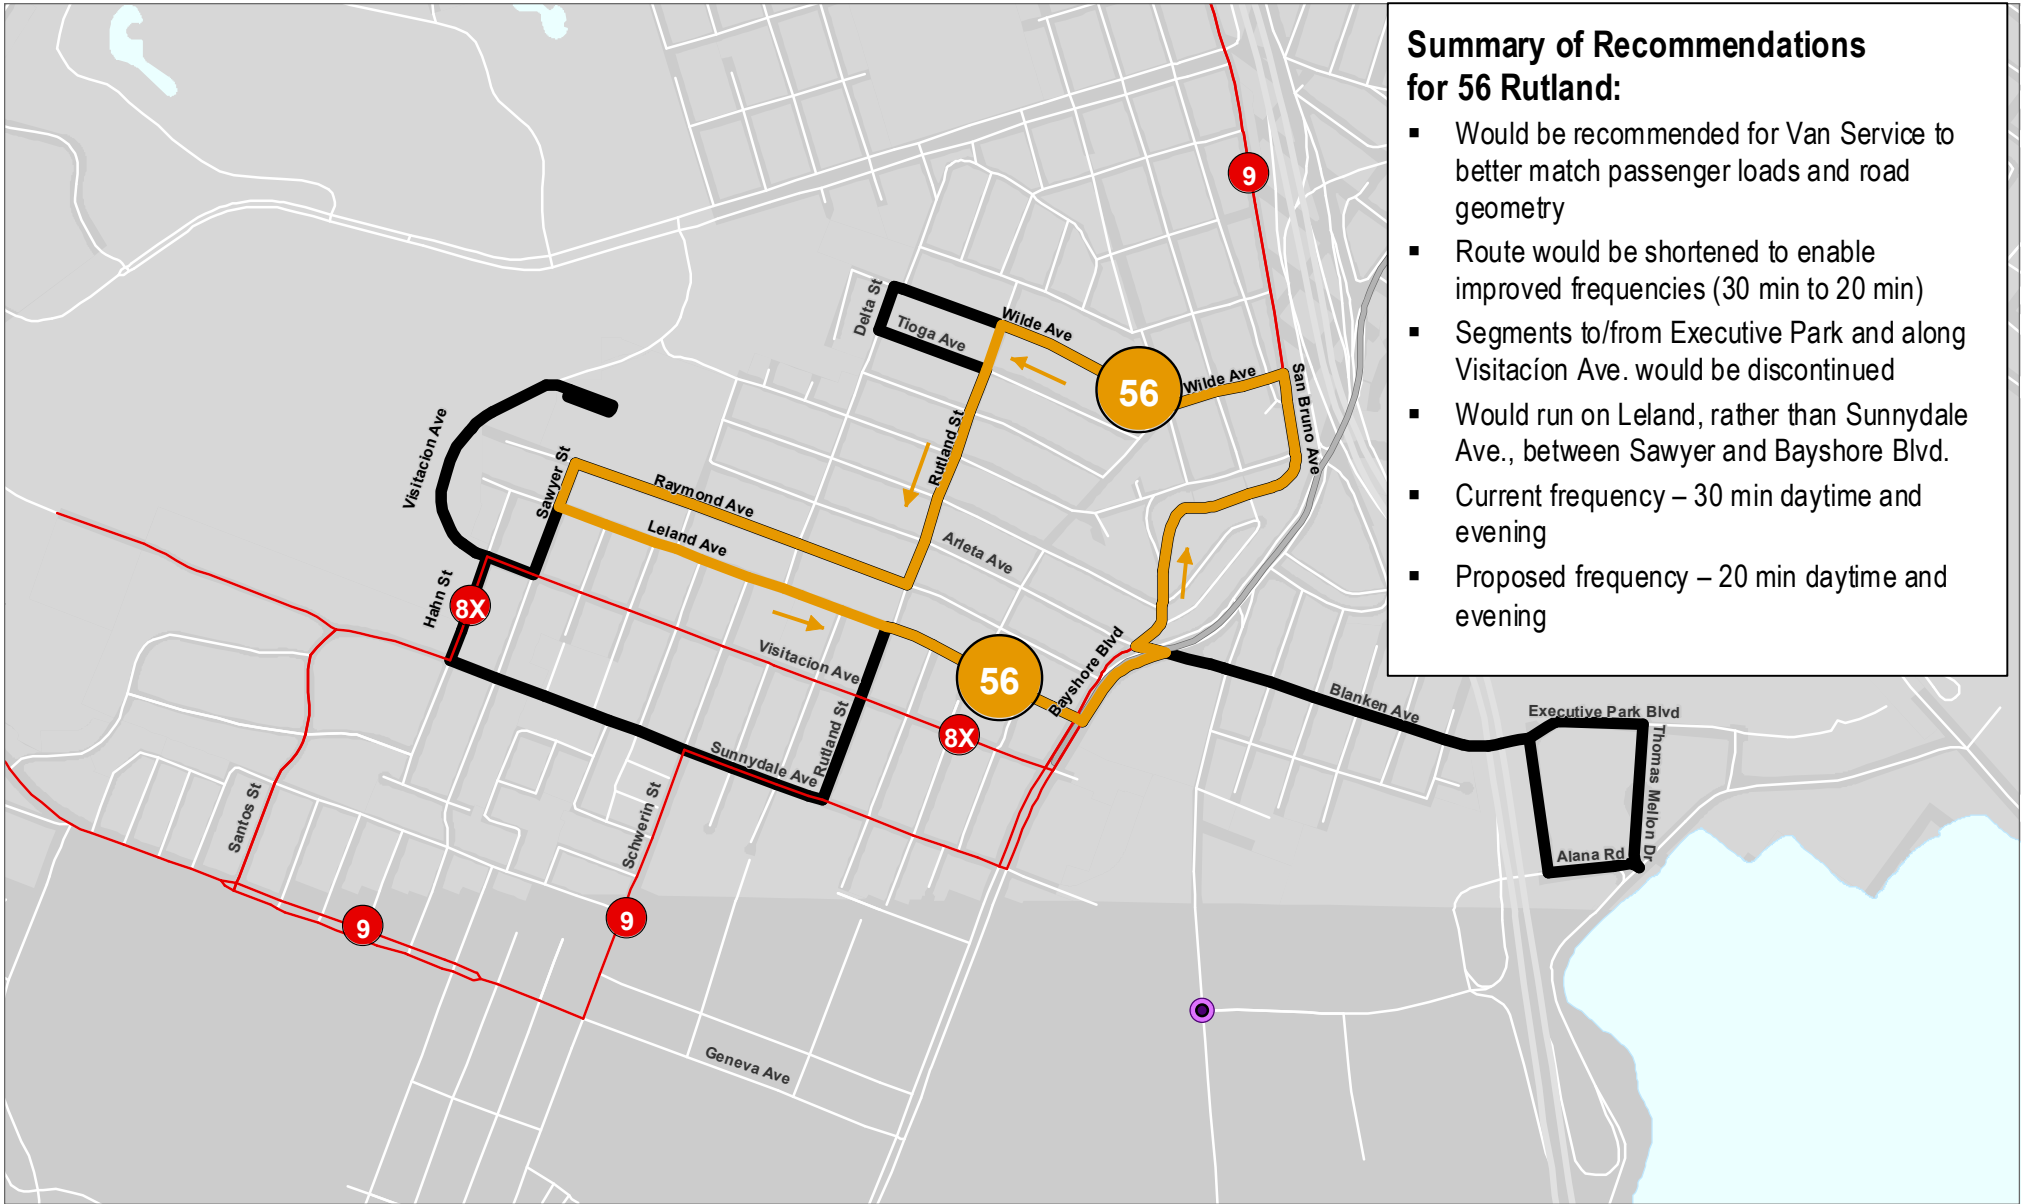 Summary of Recommendations
for 56 Rutland:
▪ Would be recommended for Van Service to
better match passenger loads and road
geometry
▪ Route would be shortened to enable
improved frequencies (30 min to 20 min)
▪ Segments to/from Executive Park and along
Visitacíon Ave. would be discontinued
▪ Would run on Leland, rather than Sunnydale
Ave., between Sawyer and Bayshore Blvd.
▪ Current frequency – 30 min daytime and
evening
▪ Proposed frequency – 20 min daytime and
evening
9
Delta St
Tioga Ave
Wilde Ave
56
Wilde Ave
San Bruno Ave
Visitacion Ave
Sawyer St
Raymond Ave
Rutland St
Leland Ave
Arleta Ave
Hahn St
8X
Visitacion Ave
56
Bayshore Blvd
8X
Rutland St
Sunnydale Ave
Blanken Ave
Executive Park Blvd
Thomas Mellon Dr
Alana Rd
Santos St
Schwerin St
9
9
Geneva Ave